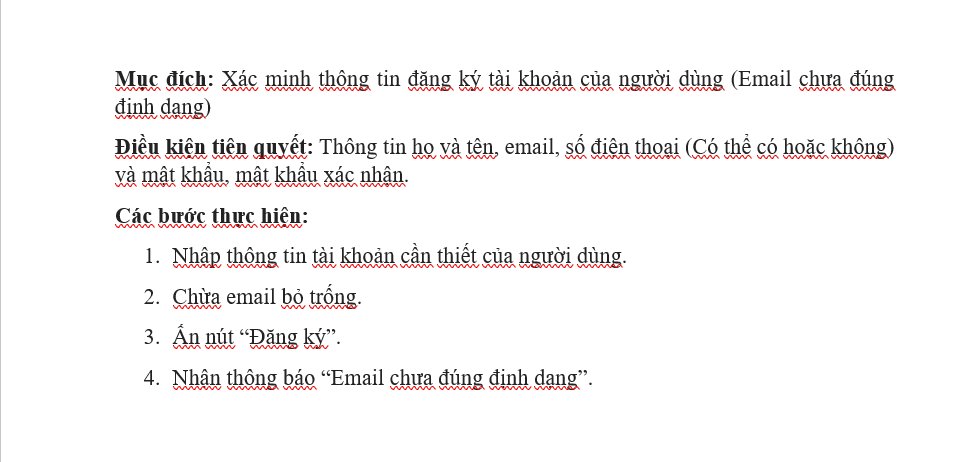 Mục đích: Xác minh thông tin đăng ký tài khoản của người dùng (Email chưa đúng
định dạng)
Điều kiện tiên quyết: Thông tin họ và tên, email, số điện thoại (Có thể có hoặc không)
và mật khẩu, mật khẩu xác nhận.
Các bước thực hiện:
1. Nhập thông tin tài khoản cần thiết của người dùng.
2. Chừa email bỏ trống.
3. Ấn nút “Đăng ký”.
4. Nhận thông báo “Email chưa đúng định dạng”.